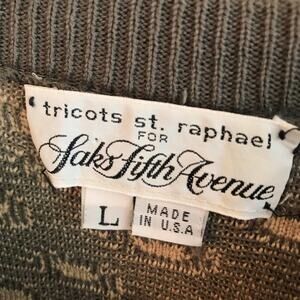 tricots st. raphael
FOR
Saks Fifth Avenue
L
MADE
IN U.S.A